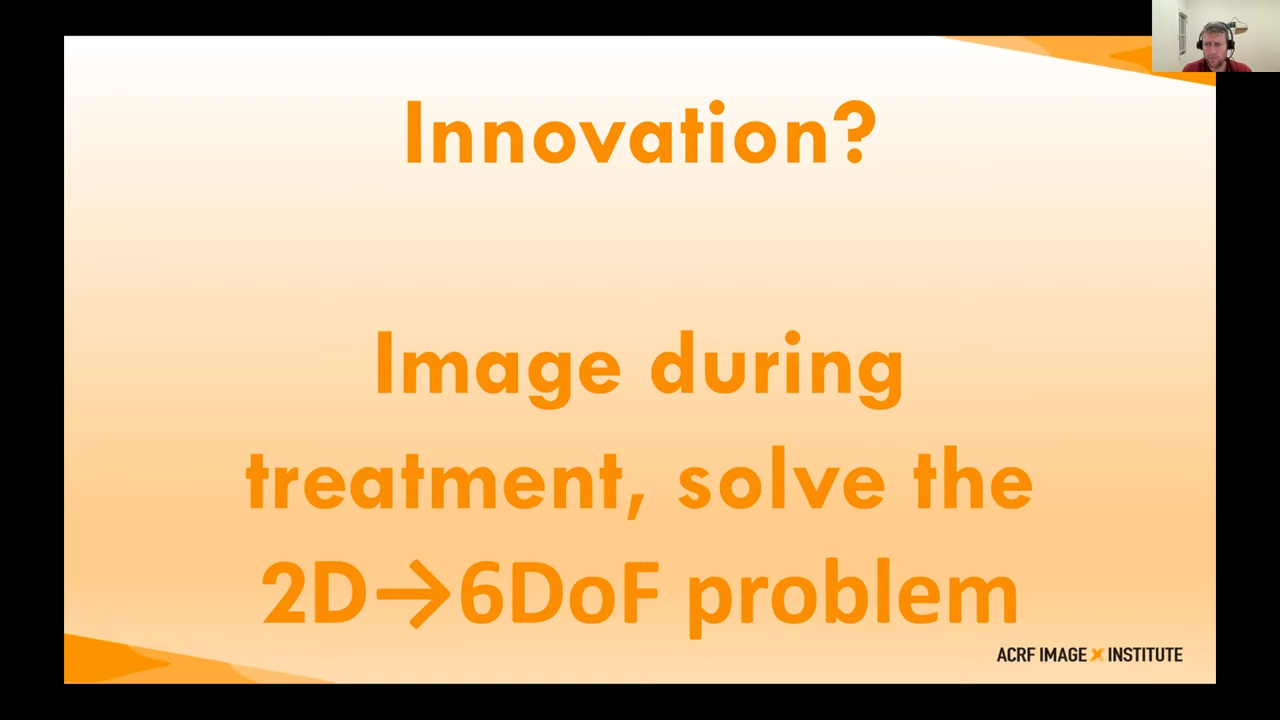 Innovation?
Image during
treatment, solve the
2D→6DoF problem
ACRF IMAGE X INSTITUTE